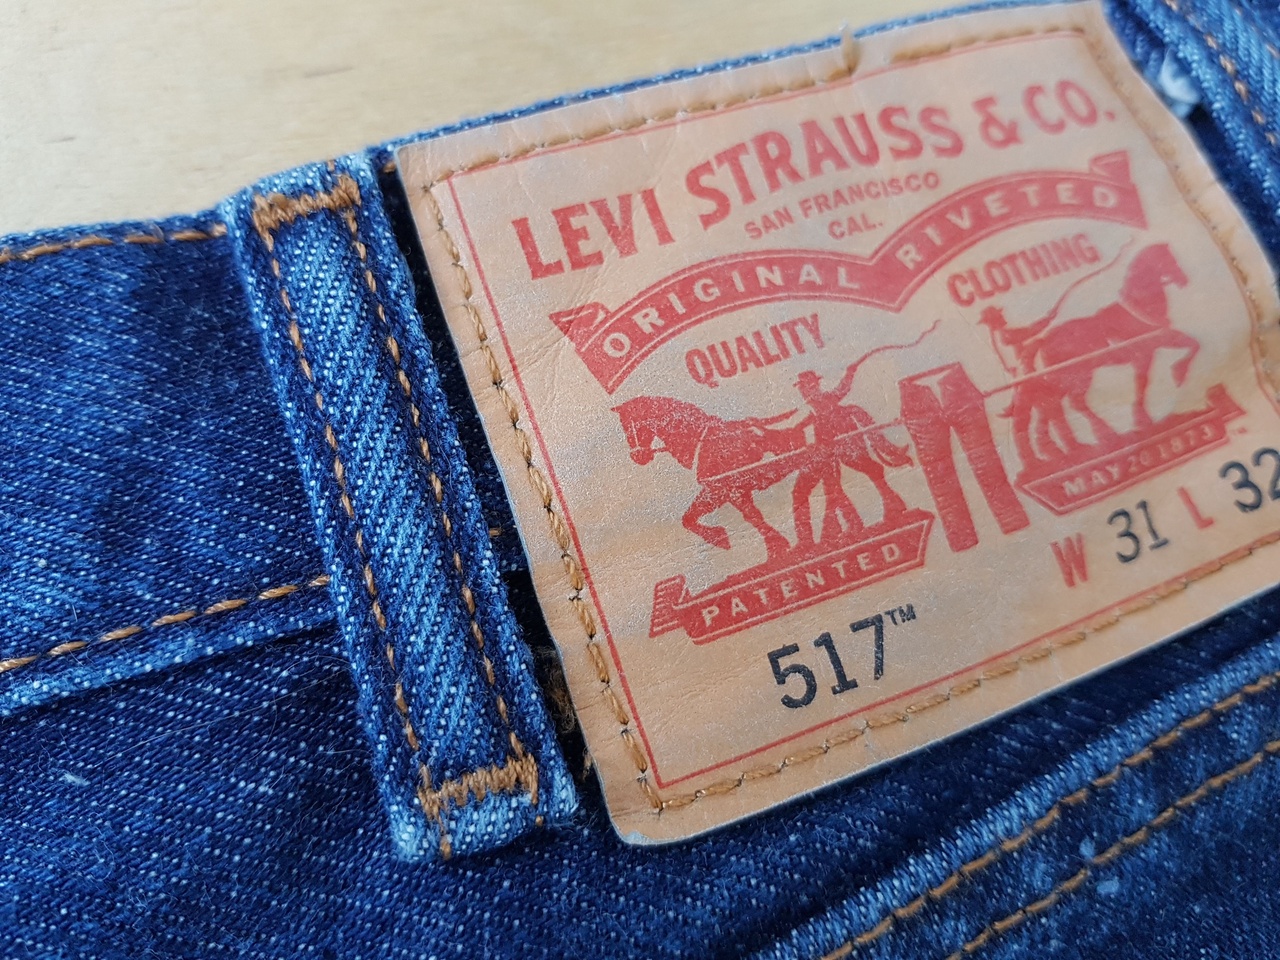 LEVI STRAUSS & CO.
SAN FRANCISCO
CAL.
ORIGINAL RIVETED
QUALITY CLOTHING
PATENTED MAY 20 1873
517™ W 31 L 32